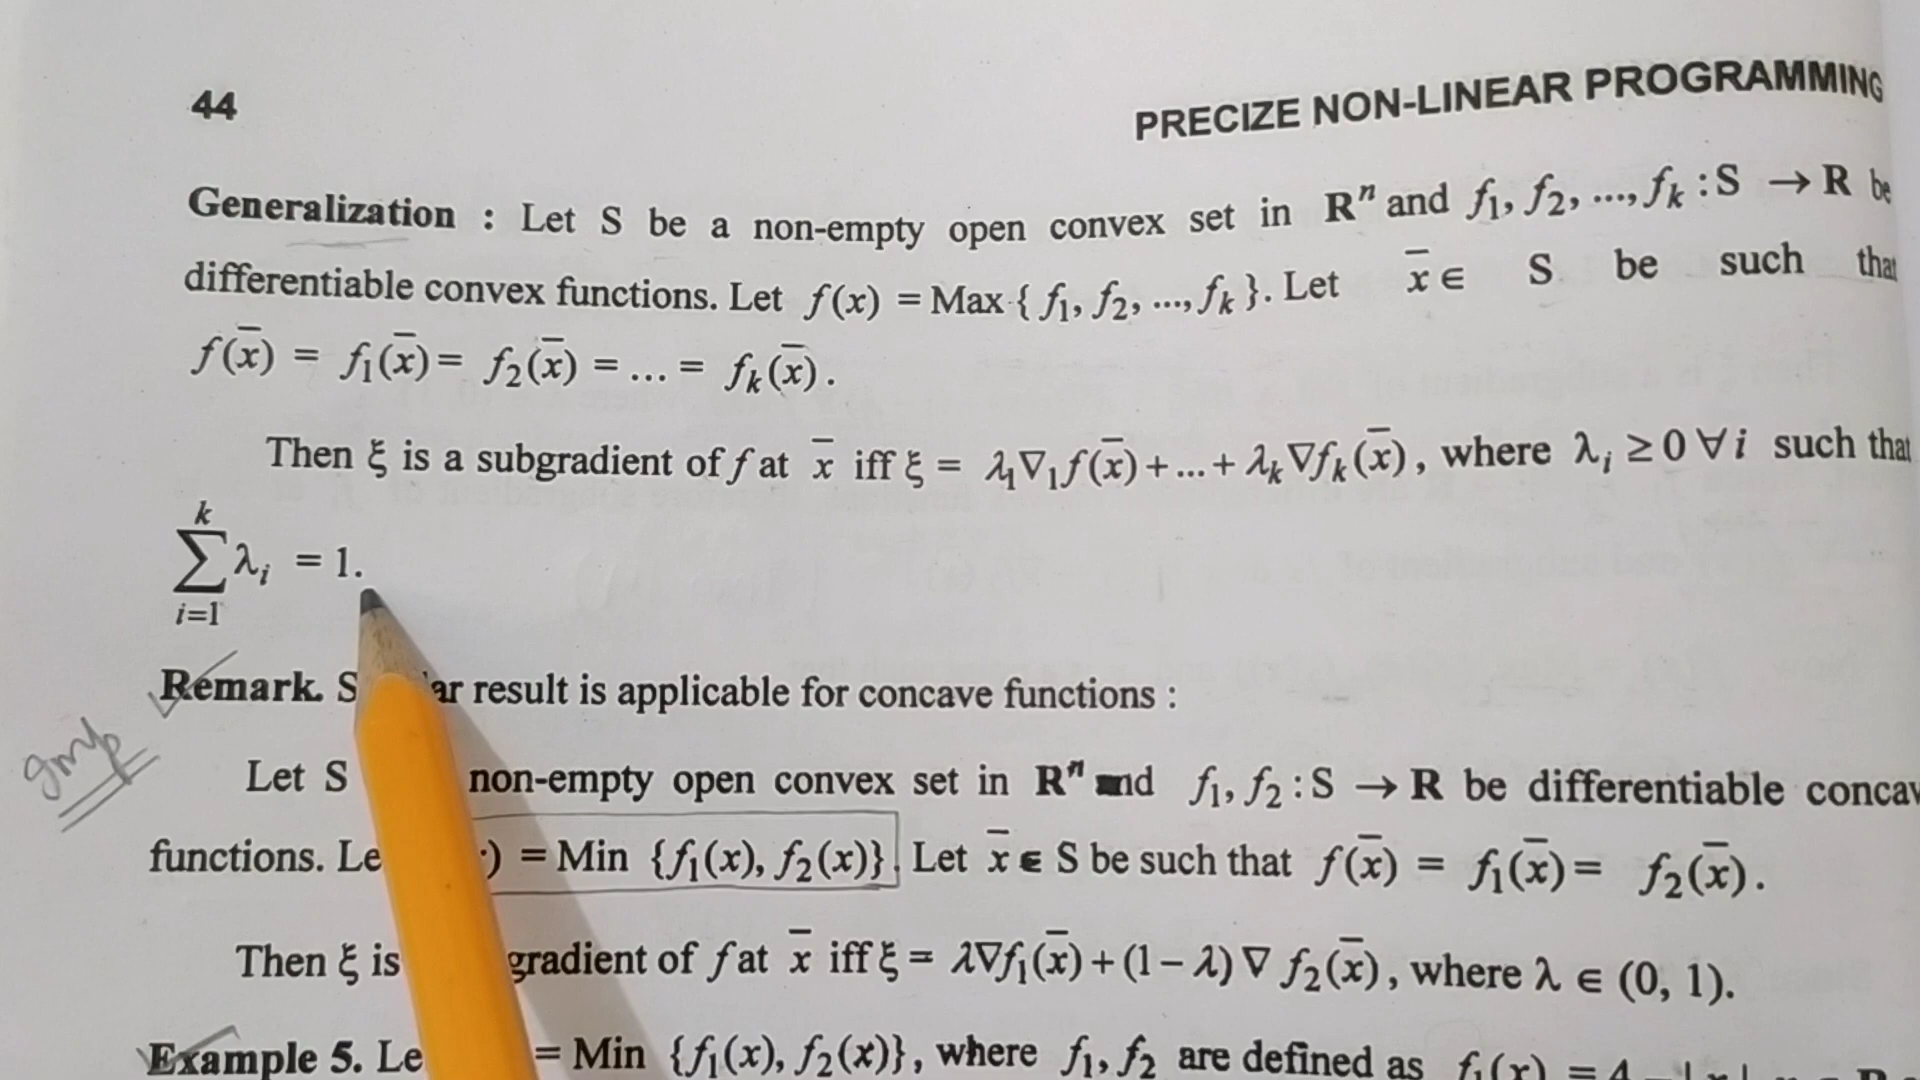 44
PRECIZE NON-LINEAR PROGRAMMING
Generalization : Let S be a non-empty open convex set in Rⁿ and f₁, f₂, ..., fₖ : S → R be
differentiable convex functions. Let f(x) = Max { f₁, f₂, ..., fₖ }. Let x̄ ∈ S be such that
f(x̄) = f₁(x̄) = f₂(x̄) = ... = fₖ(x̄).
Then ξ is a subgradient of f at x̄ iff ξ = λ₁∇₁f(x̄) + ... + λₖ∇fₖ(x̄), where λᵢ ≥ 0 ∀ i such that
k
∑ λᵢ = 1.
i=1
Remark. S ar result is applicable for concave functions :
Let S non-empty open convex set in Rⁿ and f₁, f₂ : S → R be differentiable concav
functions. Le ) = Min {f₁(x), f₂(x)}. Let x̄ ∈ S be such that f(x̄) = f₁(x̄) = f₂(x̄).
Then ξ is gradient of f at x̄ iff ξ = λ∇f₁(x̄) + (1 − λ) ∇ f₂(x̄), where λ ∈ (0, 1).
Example 5. Le = Min {f₁(x), f₂(x)}, where f₁, f₂ are defined as f₁(x) = 4 − | x |